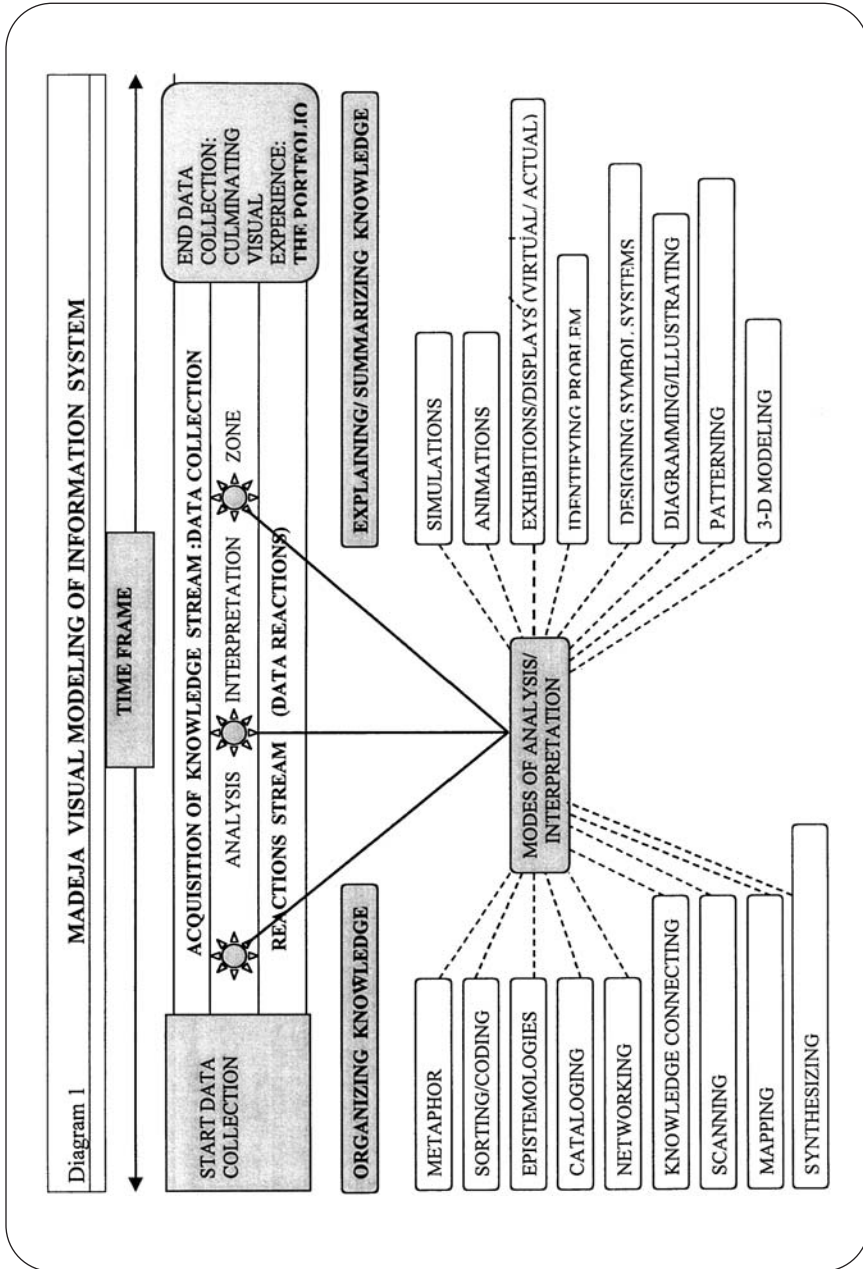 Diagram 1
MADEJA VISUAL MODELING OF INFORMATION SYSTEM
TIME FRAME
START DATA
COLLECTION
ACQUISITION OF KNOWLEDGE STREAM :DATA COLLECTION
ANALYSIS INTERPRETATION ZONE
REACTIONS STREAM (DATA REACTIONS)
END DATA
COLLECTION:
CULMINATING
VISUAL
EXPERIENCE:
THE PORTFOLIO
ORGANIZING KNOWLEDGE
EXPLAINING/ SUMMARIZING KNOWLEDGE
METAPHOR
SORTING/CODING
EPISTEMOLOGIES
CATALOGING
NETWORKING
KNOWLEDGE CONNECTING
SCANNING
MAPPING
SYNTHESIZING
MODES OF ANALYSIS/
INTERPRETATION
SIMULATIONS
ANIMATIONS
EXHIBITIONS/DISPLAYS (VIRTUAL/ ACTUAL)
IDENTIFYING PROBLEM
DESIGNING SYMBOL SYSTEMS
DIAGRAMMING/ILLUSTRATING
PATTERNING
3-D MODELING